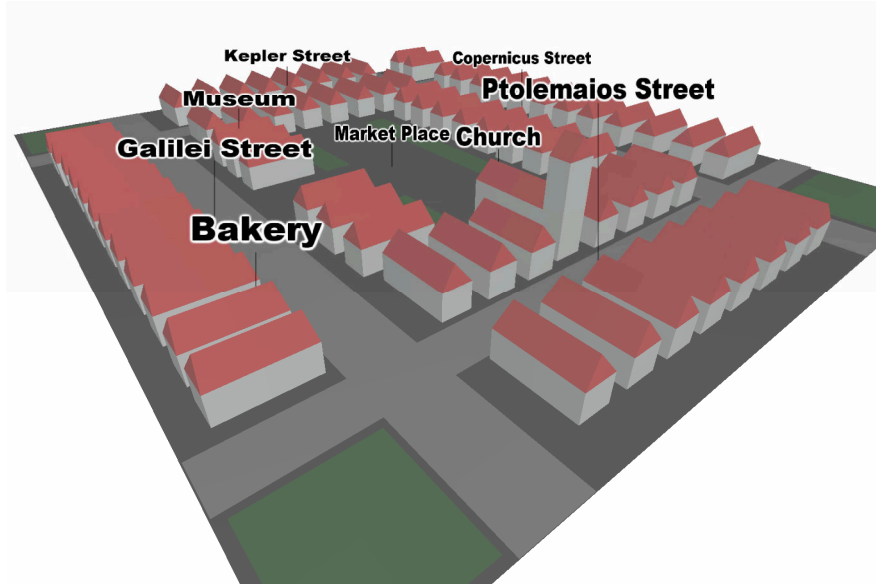 Kepler Street
Copernicus Street
Museum
Ptolemaios Street
Market Place
Church
Galilei Street
Bakery